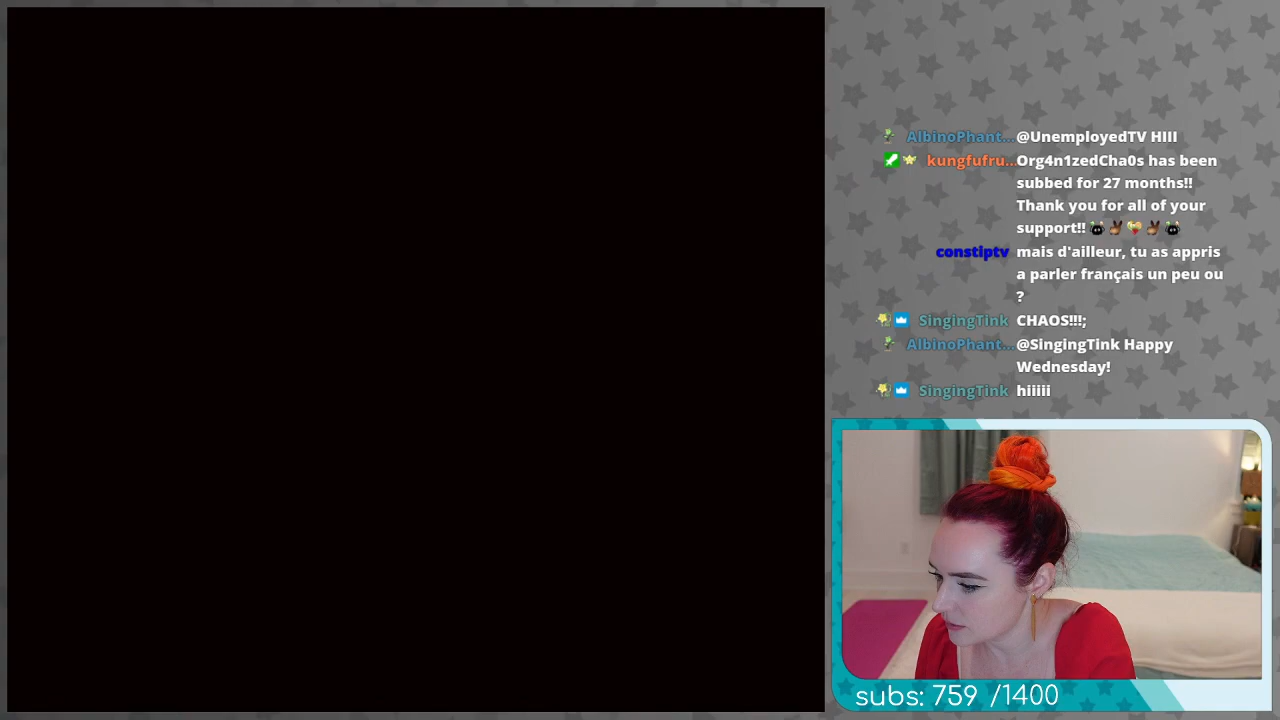 AlbinoPhant... @UnemployedTV HIII
kungfufru... Org4n1zedCha0s has been
subbed for 27 months!!
Thank you for all of your
support!!
constiptv mais d'ailleur, tu as appris
a parler français un peu ou
?
SingingTink CHAOS!!!;
AlbinoPhant... @SingingTink Happy
Wednesday!
SingingTink hiiiii
subs: 759 /1400